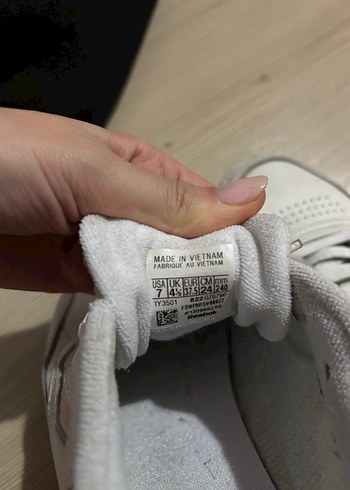 MADE IN VIETNAM
FABRIQUE AU VIETNAM
USA UK EUR CM mm
7 4½ 37.5 24 240
1Y3501
Reebok